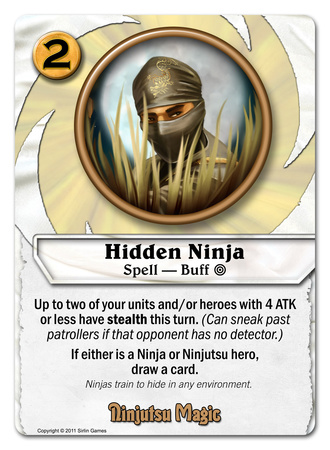 2
Hidden Ninja
Spell — Buff ◎
Up to two of your units and/or heroes with 4 ATK
or less have stealth this turn. (Can sneak past
patrollers if that opponent has no detector.)
If either is a Ninja or Ninjutsu hero,
draw a card.
Ninjas train to hide in any environment.
Ninjutsu Magic
Copyright © 2011 Sirlin Games